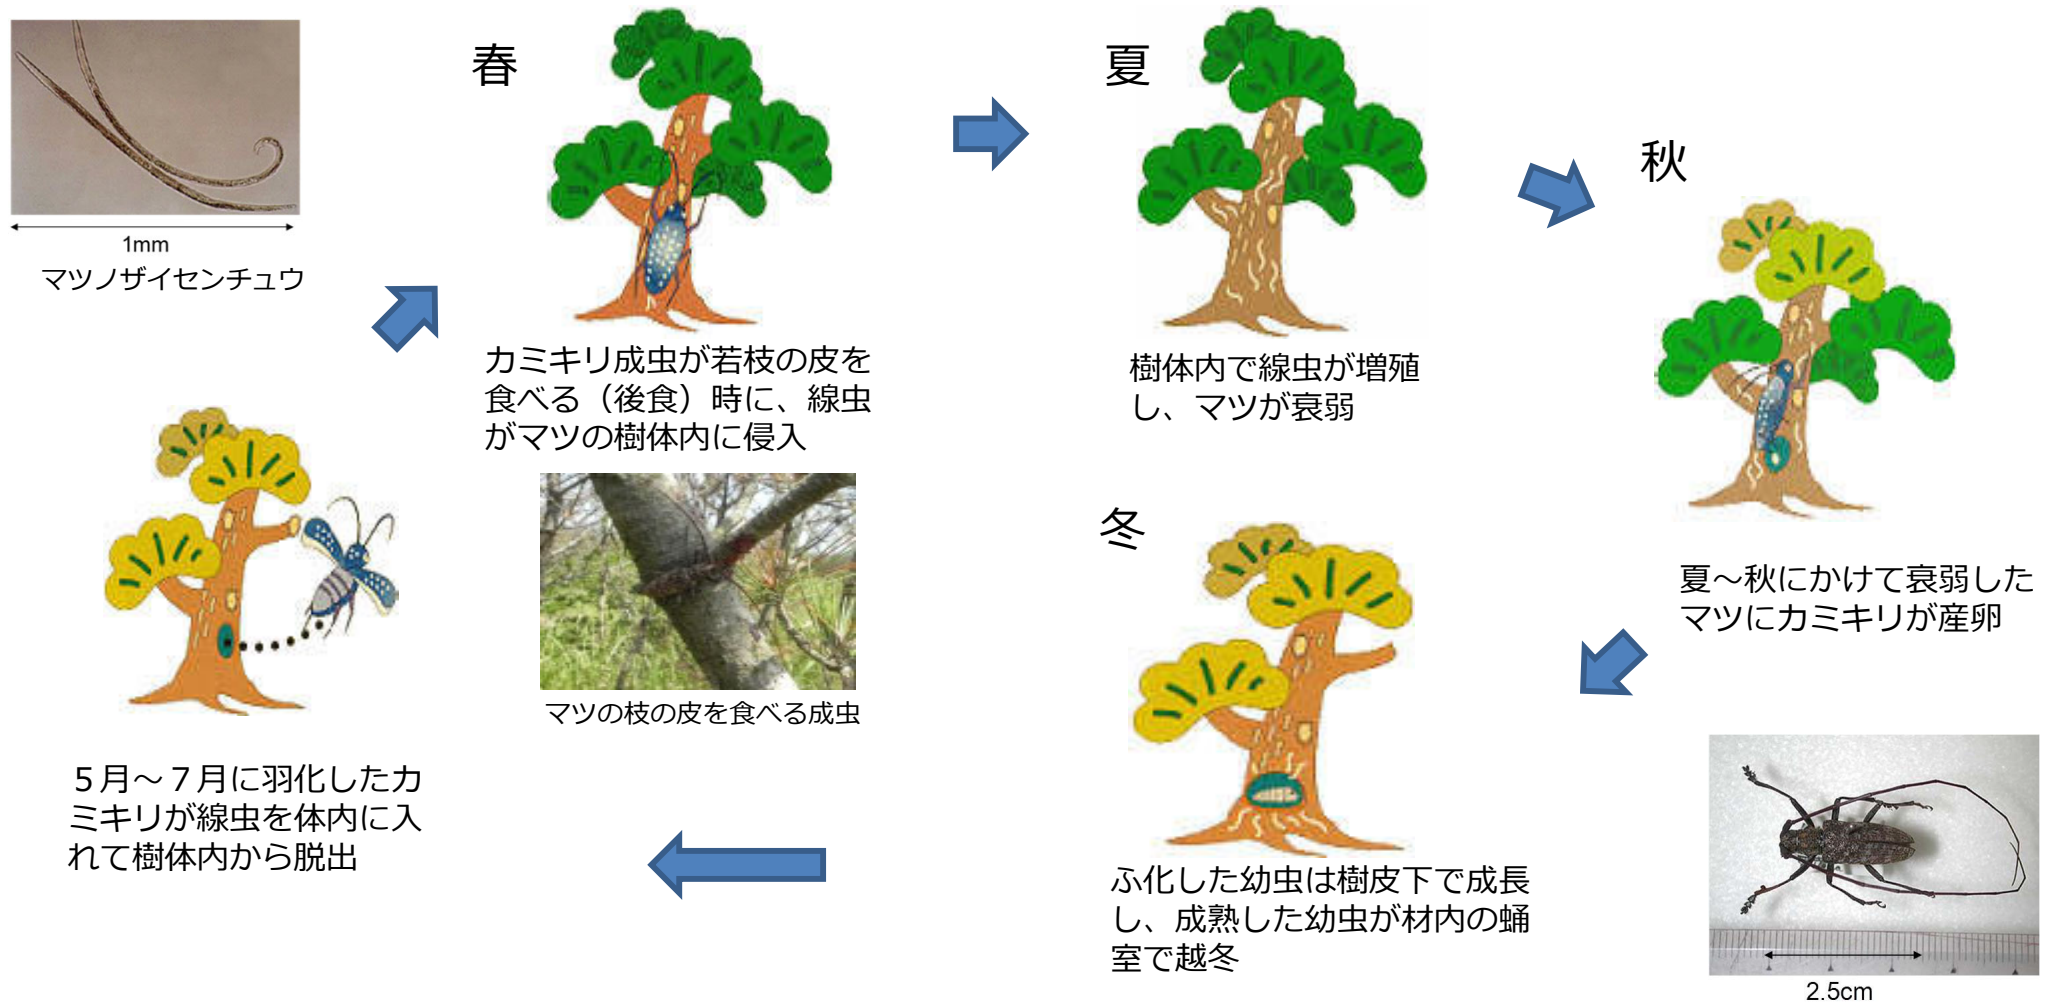 1mm
マツノザイセンチュウ
春
カミキリ成虫が若枝の皮を
食べる（後食）時に、線虫
がマツの樹体内に侵入
マツの枝の皮を食べる成虫
夏
樹体内で線虫が増殖
し、マツが衰弱
秋
夏～秋にかけて衰弱した
マツにカミキリが産卵
2.5cm
冬
ふ化した幼虫は樹皮下で成長
し、成熟した幼虫が材内の蛹
室で越冬
５月～７月に羽化したカ
ミキリが線虫を体内に入
れて樹体内から脱出